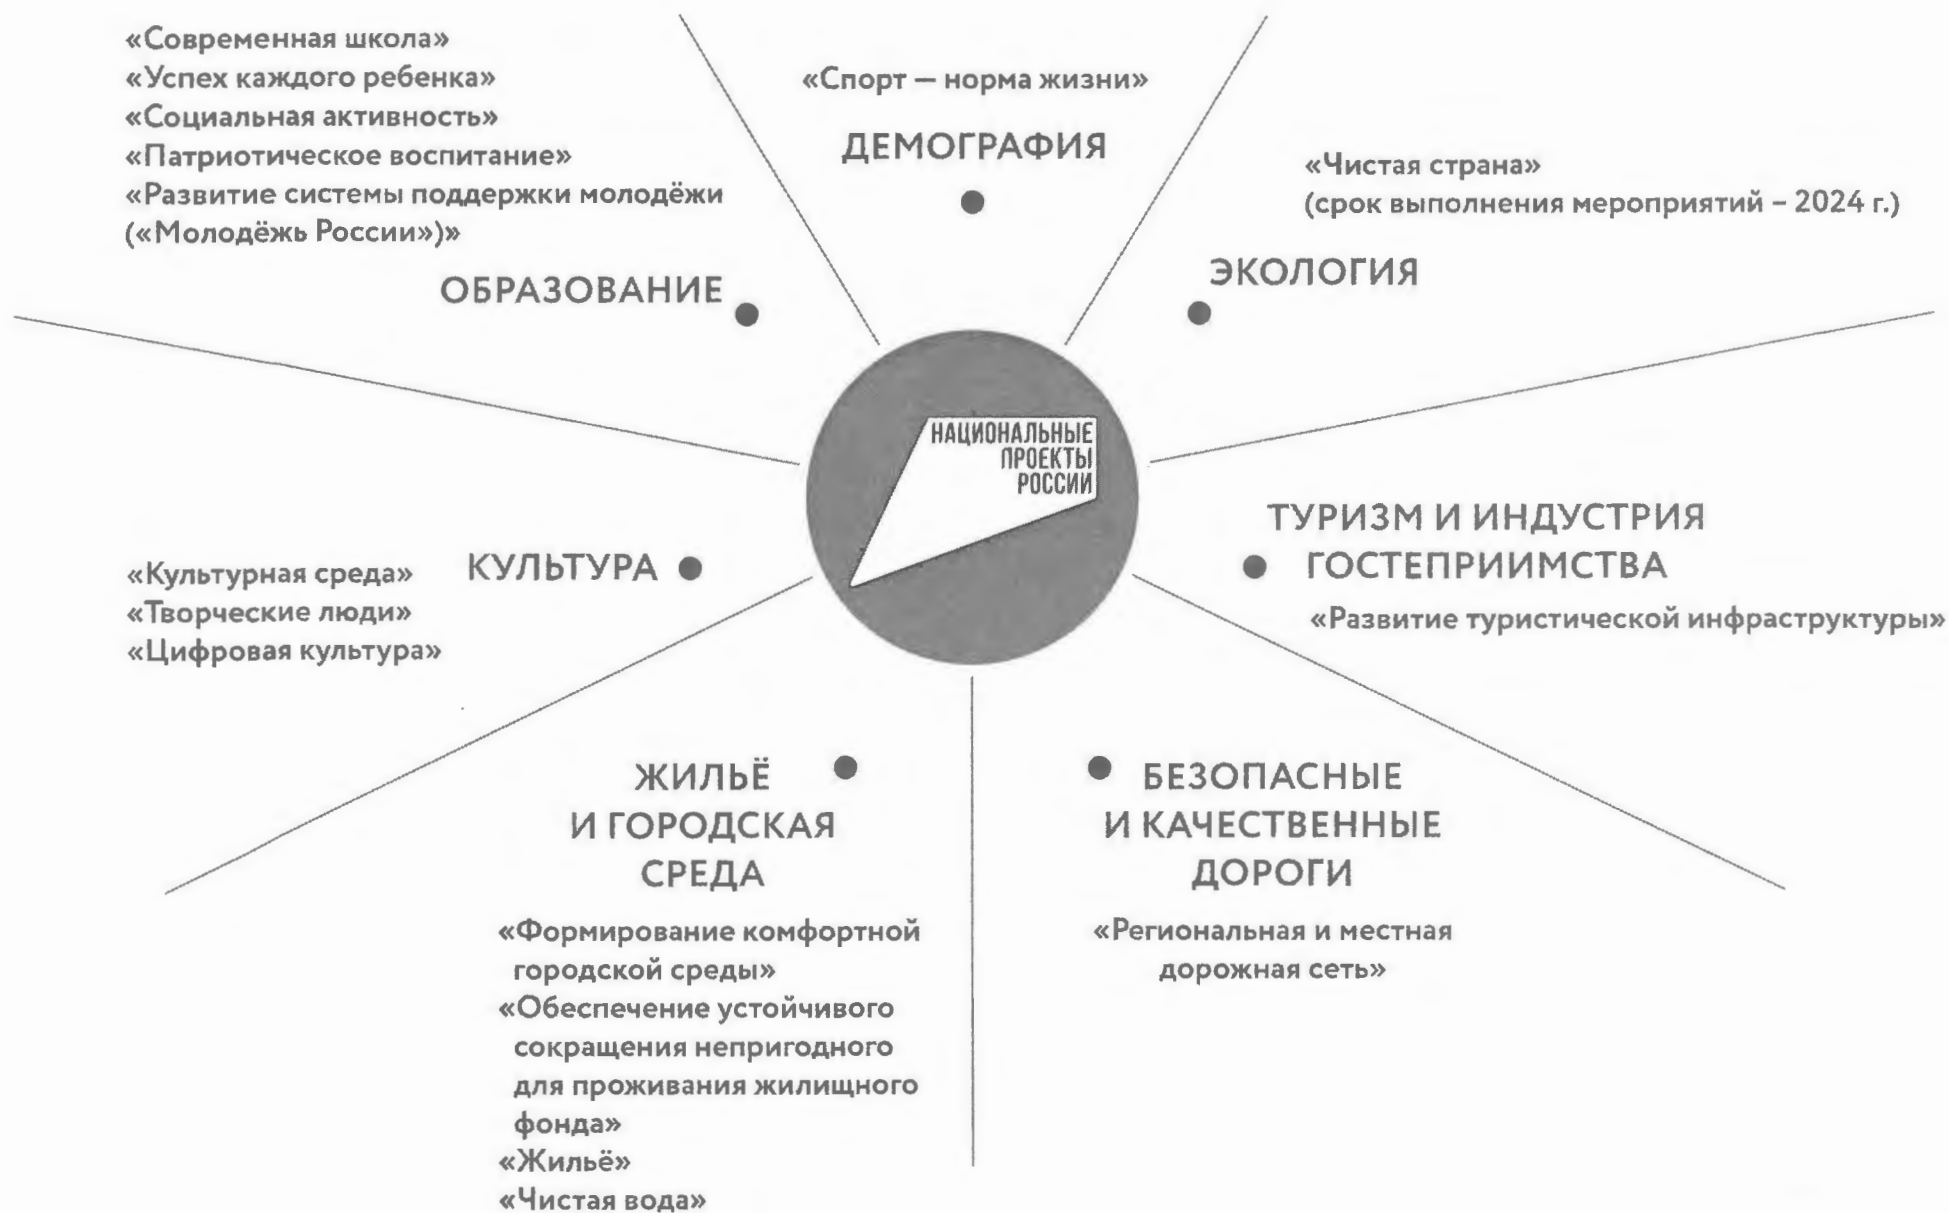 «Современная школа»
«Успех каждого ребенка»
«Социальная активность»
«Патриотическое воспитание»
«Развитие системы поддержки молодёжи
(«Молодёжь России»)»
ОБРАЗОВАНИЕ
«Спорт — норма жизни»
ДЕМОГРАФИЯ
«Чистая страна»
(срок выполнения мероприятий – 2024 г.)
ЭКОЛОГИЯ
НАЦИОНАЛЬНЫЕ
ПРОЕКТЫ
РОССИИ
КУЛЬТУРА
«Культурная среда»
«Творческие люди»
«Цифровая культура»
ТУРИЗМ И ИНДУСТРИЯ
ГОСТЕПРИИМСТВА
«Развитие туристической инфраструктуры»
ЖИЛЬЁ
И ГОРОДСКАЯ
СРЕДА
«Формирование комфортной
городской среды»
«Обеспечение устойчивого
сокращения непригодного
для проживания жилищного
фонда»
«Жильё»
«Чистая вода»
БЕЗОПАСНЫЕ
И КАЧЕСТВЕННЫЕ
ДОРОГИ
«Региональная и местная
дорожная сеть»